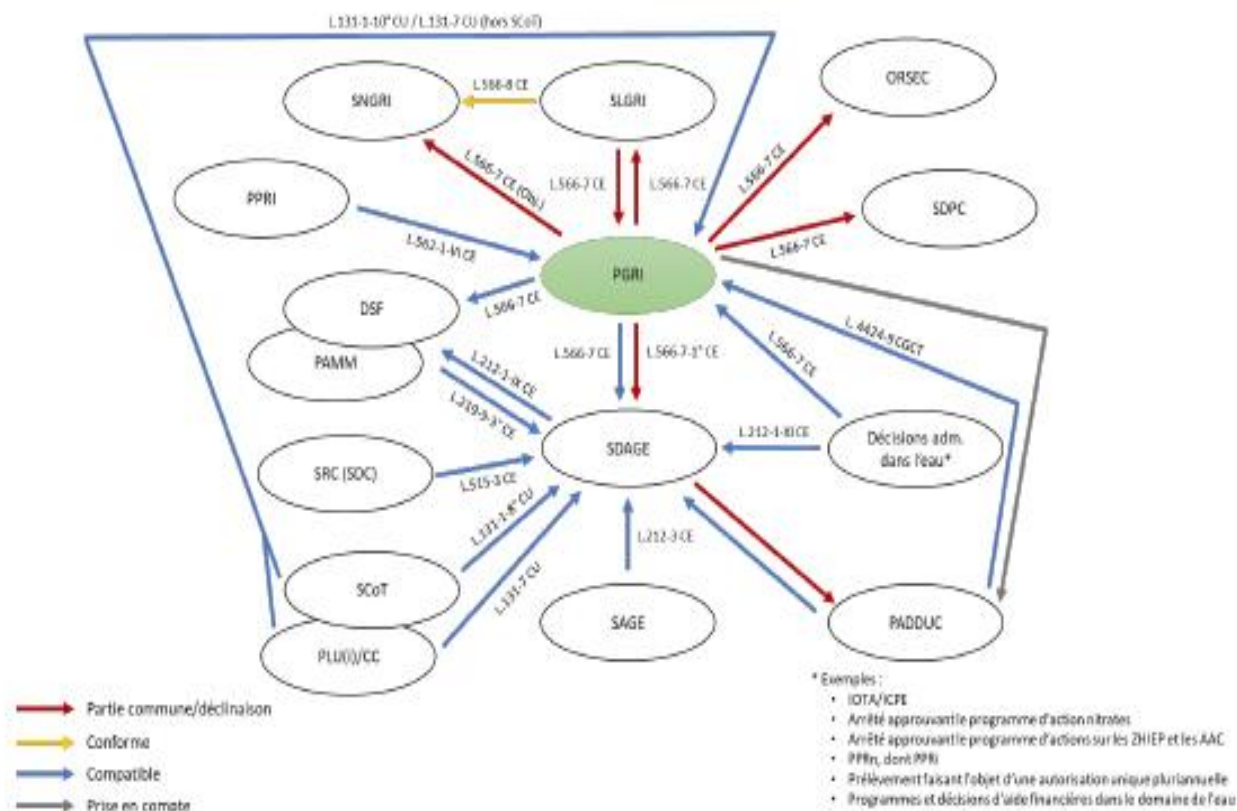 L.131-1-10° CU / L.131-7 CU (hors SCoT)
ORSEC
SNGRI
L.566-8 CE
SLGRI
L.566-7 CE (Obj.)
L.566-7 CE
L.566-7 CE
L.566-7 CE
PPRI
SDPC
L.562-1-VI CE
L.566-7 CE
PGRI
DSF
L.566-7 CE
PAMM
L.566-7 CE
L.566-7-1° CE
L.566-7 CE
L. 4424-9 CGCT
L.212-1-IX CE
L.219-9-3° CE
SDAGE
L.212-1-XI CE
Décisions adm.
dans l'eau*
SRC (SDC)
L.515-3 CE
L.131-1-8° CU
L.212-3 CE
SCoT
L.131-7 CU
SAGE
PADDUC
PLU(i)/CC
Partie commune/déclinaison
Conforme
Compatible
Prise en compte
* Exemples :
• IOTA/ICPE
• Arrêté approuvant le programme d'action nitrates
• Arrêté approuvant le programme d'actions sur les ZHIEP et les AAC
• PPRn, dont PPRi
• Prélèvement faisant l'objet d'une autorisation unique pluriannuelle
• Programmes et décisions d'aide financières dans le domaine de l'eau